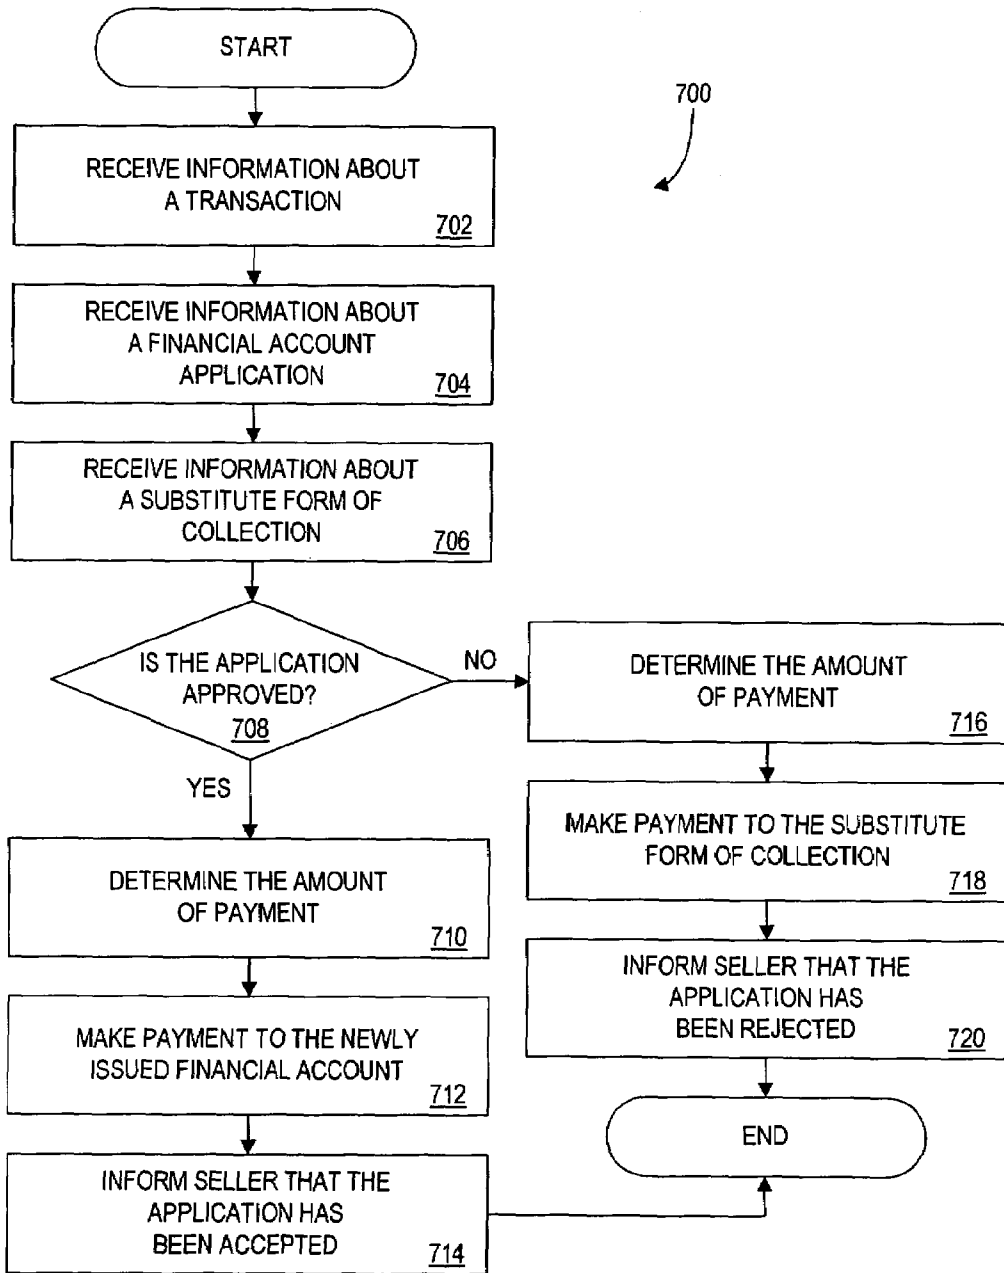 START
700
RECEIVE INFORMATION ABOUT
A TRANSACTION
702
RECEIVE INFORMATION ABOUT
A FINANCIAL ACCOUNT
APPLICATION
704
RECEIVE INFORMATION ABOUT
A SUBSTITUTE FORM OF
COLLECTION
706
IS THE APPLICATION
APPROVED?
708
NO
YES
DETERMINE THE AMOUNT
OF PAYMENT
710
MAKE PAYMENT TO THE NEWLY
ISSUED FINANCIAL ACCOUNT
712
INFORM SELLER THAT THE
APPLICATION HAS
BEEN ACCEPTED
714
DETERMINE THE AMOUNT
OF PAYMENT
716
MAKE PAYMENT TO THE SUBSTITUTE
FORM OF COLLECTION
718
INFORM SELLER THAT THE
APPLICATION HAS
BEEN REJECTED
720
END